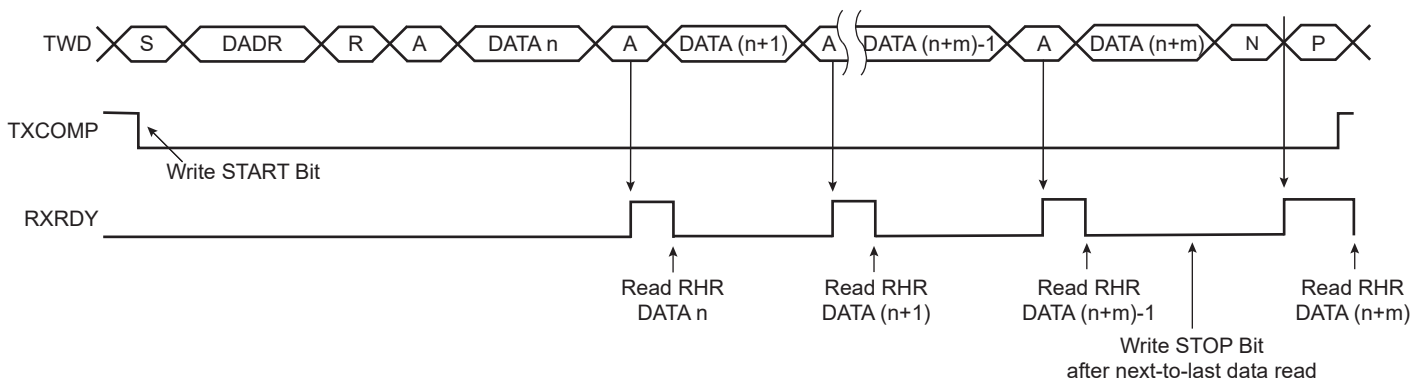 TWD S DADR R A DATA n A DATA (n+1) A DATA (n+m)-1 A DATA (n+m) N P
TXCOMP
Write START Bit
RXRDY
Read RHR
DATA n
Read RHR
DATA (n+1)
Read RHR
DATA (n+m)-1
Read RHR
DATA (n+m)
Write STOP Bit
after next-to-last data read